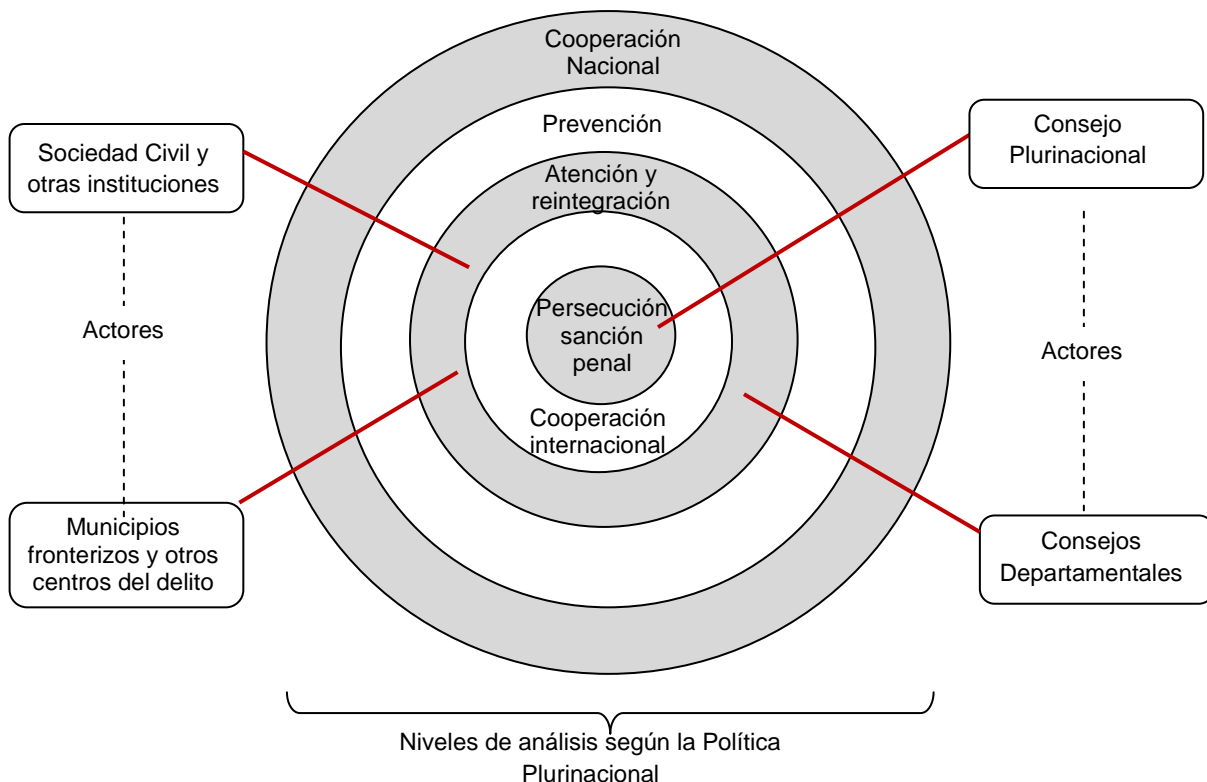 Cooperación
Nacional
Prevención
Atención y
reintegración
Persecución
sanción
penal
Cooperación
internacional
Sociedad Civil y
otras instituciones
Actores
Municipios
fronterizos y otros
centros del delito
Consejo
Plurinacional
Actores
Consejos
Departamentales
Niveles de análisis según la Política
Plurinacional